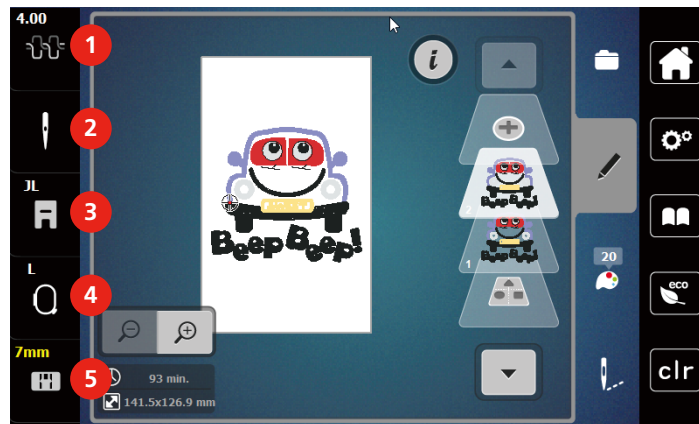 4.00
1
i
2
JL
3
20
2
Beep Beep!
1
L
4
eco
7mm
5
93 min.
141.5x126.9 mm
clr